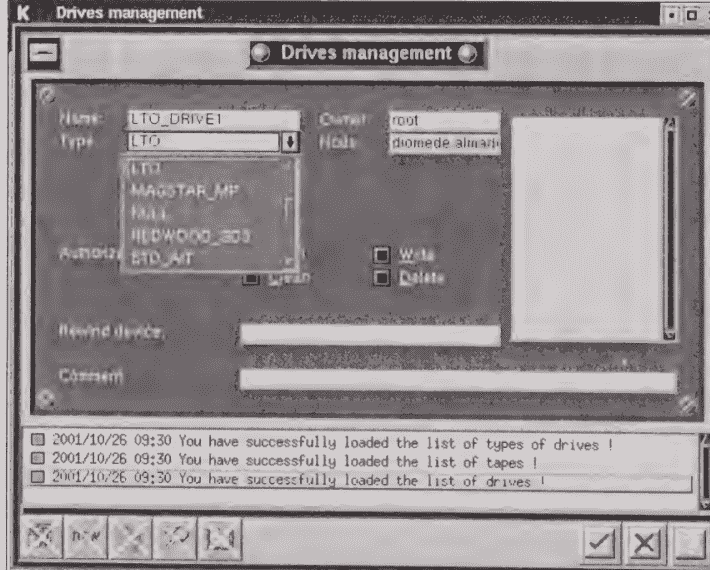 K Drives management
Drives management
Name LTO_DRIVE1 Owner root
Type LTO Node
LTO
MAGSTAR_MP
NULL
Write
Delete
Rewind device
Comment
2001/10/26 09:30 You have successfully loaded the list of types of drives !
2001/10/26 09:30 You have successfully loaded the list of tapes !
2001/10/26 09:30 You have successfully loaded the list of drives !